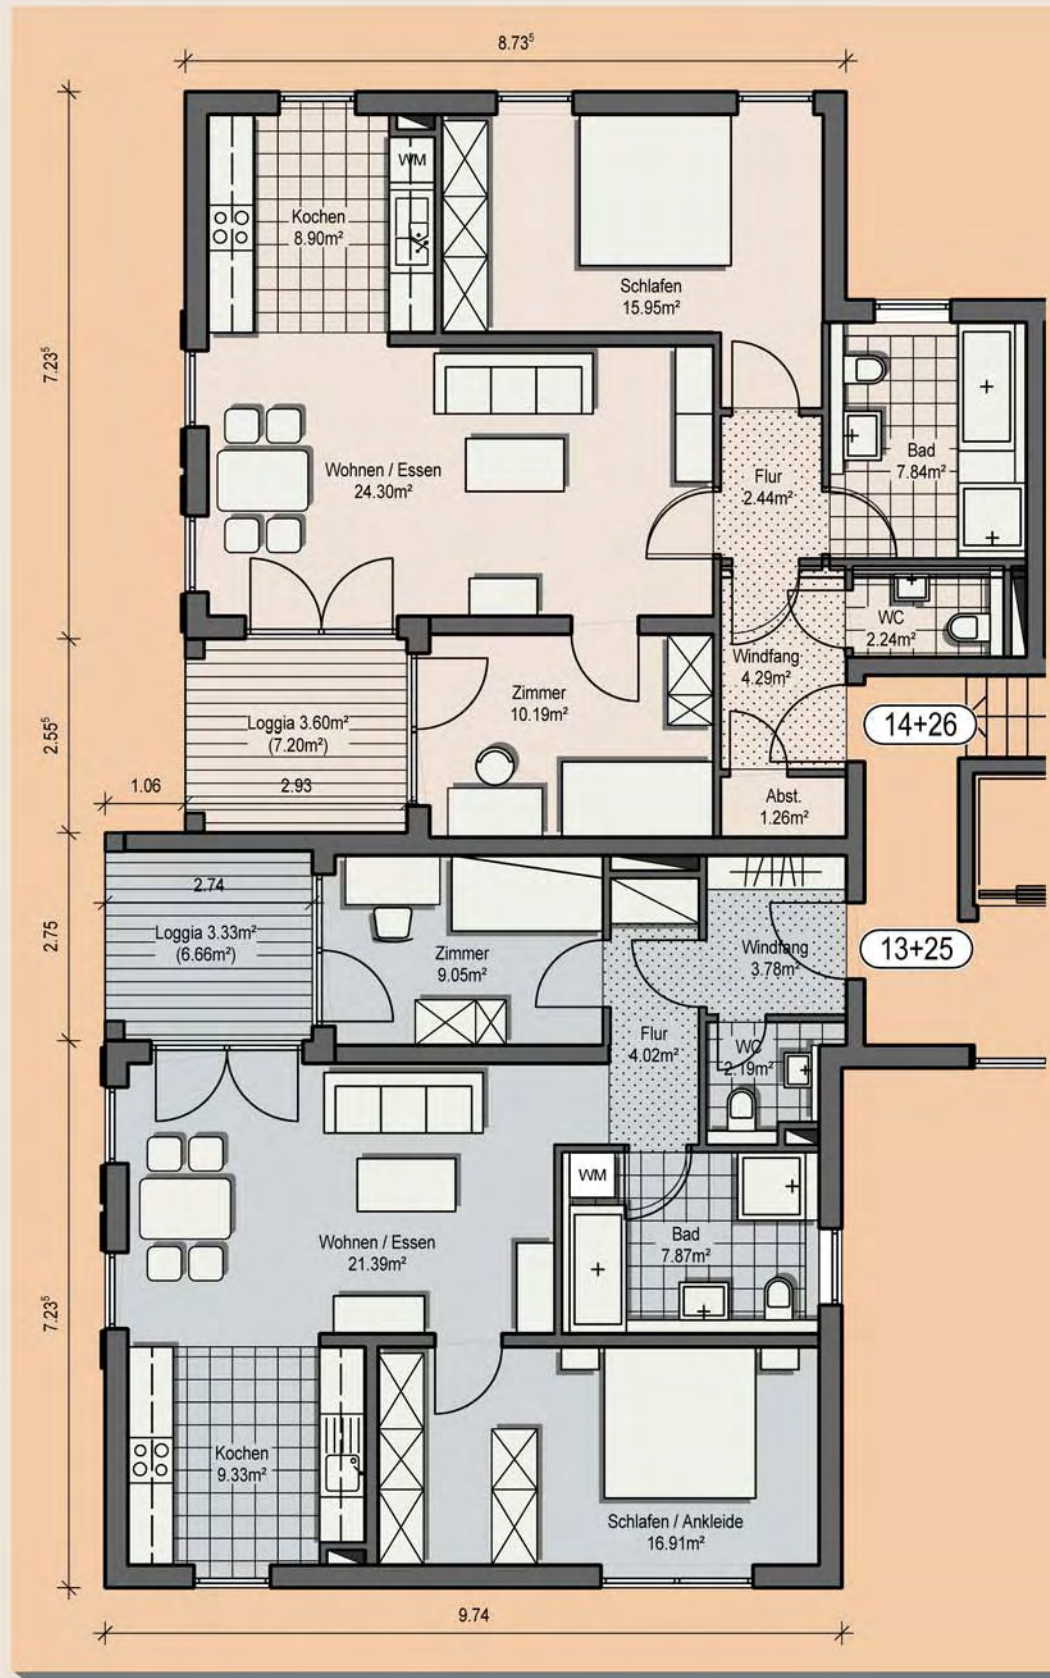 8.73⁵
WM
Kochen
8.90m²
Schlafen
15.95m²
7.23⁵
Wohnen / Essen
24.30m²
Flur
2.44m²
Bad
7.84m²
WC
2.24m²
Windfang
4.29m²
Zimmer
10.19m²
14+26
Loggia 3.60m²
(7.20m²)
2.55⁵
1.06
2.93
Abst.
1.26m²
2.74
2.75
Loggia 3.33m²
(6.66m²)
Zimmer
9.05m²
Windfang
3.78m²
13+25
Flur
4.02m²
WC
2.19m²
WM
Bad
7.87m²
Wohnen / Essen
21.39m²
7.23⁵
Kochen
9.33m²
Schlafen / Ankleide
16.91m²
9.74